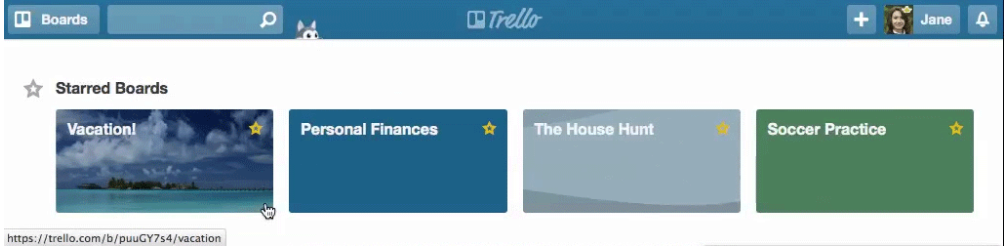 Boards Trello Jane
Starred Boards
Vacation! Personal Finances The House Hunt Soccer Practice
https://trello.com/b/puuGY7s4/vacation